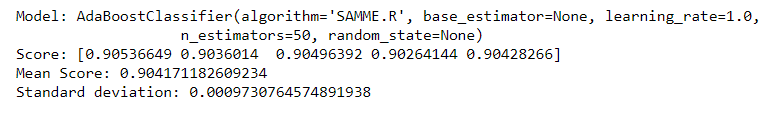 Model: AdaBoostClassifier(algorithm='SAMME.R', base_estimator=None, learning_rate=1.0,
n_estimators=50, random_state=None)
Score: [0.90536649 0.9036014  0.90496392 0.90264144 0.90428266]
Mean Score: 0.904171182609234
Standard deviation: 0.0009730764574891938